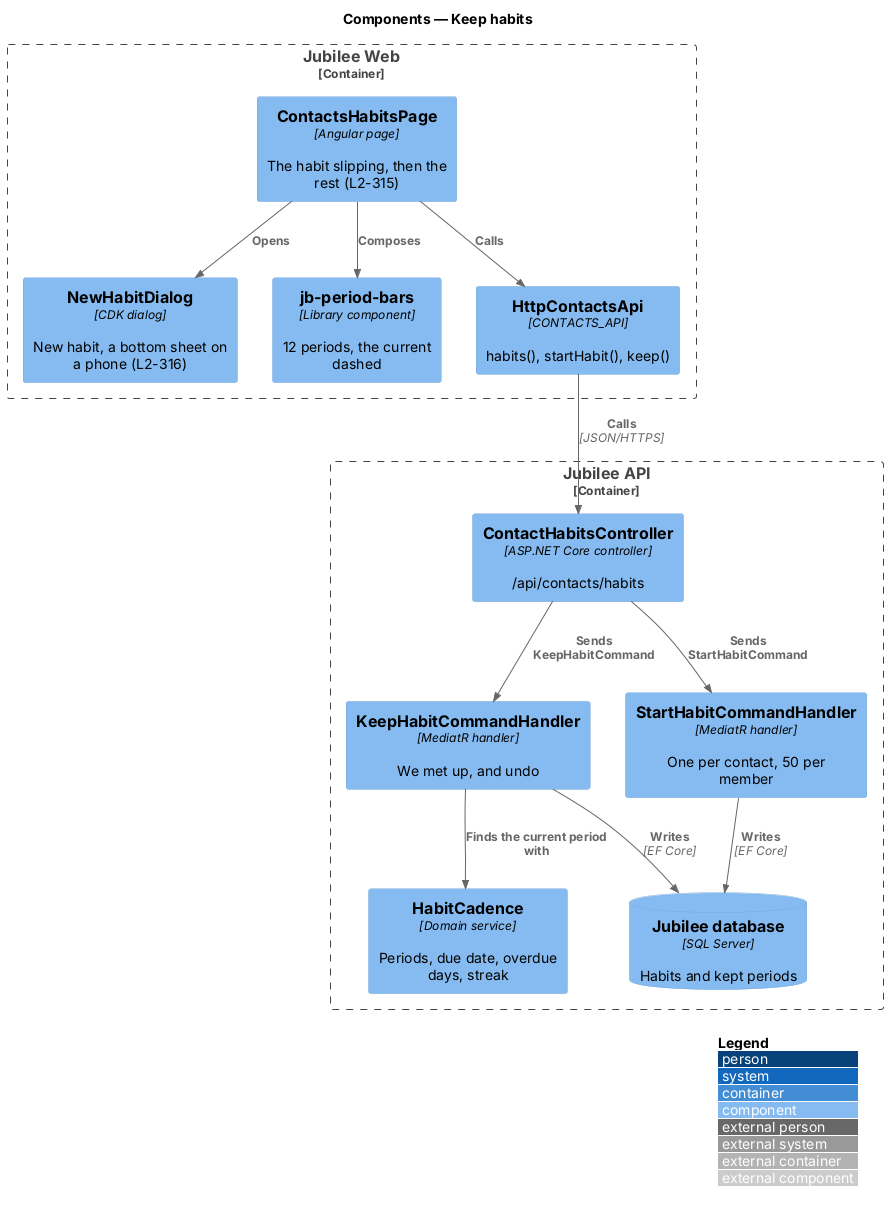 Components — Keep habits
Jubilee Web
[Container]
ContactsHabitsPage
[Angular page]
The habit slipping, then the
rest (L2-315)
Opens
Composes
Calls
NewHabitDialog
[CDK dialog]
New habit, a bottom sheet on
a phone (L2-316)
jb-period-bars
[Library component]
12 periods, the current
dashed
HttpContactsApi
[CONTACTS_API]
habits(), startHabit(), keep()
Calls
[JSON/HTTPS]
Jubilee API
[Container]
ContactHabitsController
[ASP.NET Core controller]
/api/contacts/habits
Sends
KeepHabitCommand
Sends
StartHabitCommand
KeepHabitCommandHandler
[MediatR handler]
We met up, and undo
StartHabitCommandHandler
[MediatR handler]
One per contact, 50 per
member
Finds the current period
with
Writes
[EF Core]
Writes
[EF Core]
HabitCadence
[Domain service]
Periods, due date, overdue
days, streak
Jubilee database
[SQL Server]
Habits and kept periods
Legend
person
system
container
component
external person
external system
external container
external component